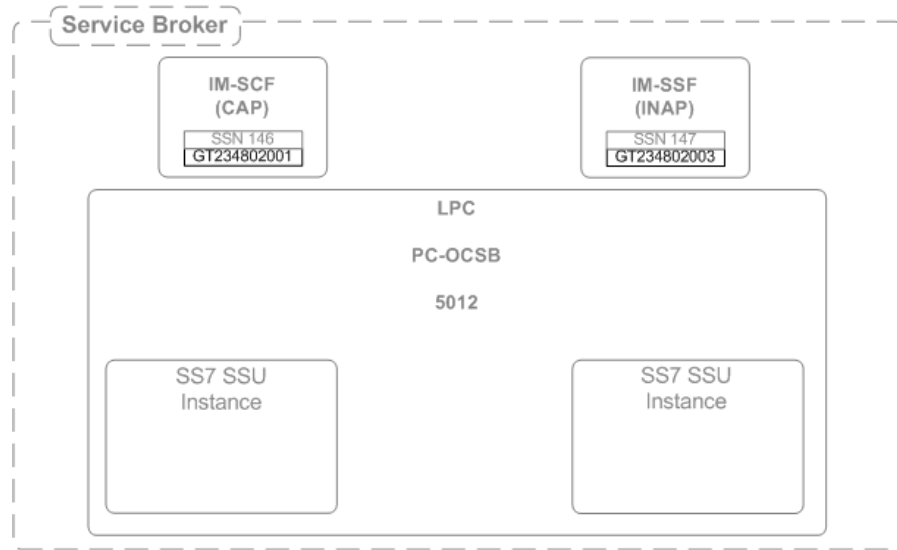 Service Broker
IM-SCF
(CAP)
SSN 146
GT234802001
IM-SSF
(INAP)
SSN 147
GT234802003
LPC
PC-OCSB
5012
SS7 SSU
Instance
SS7 SSU
Instance